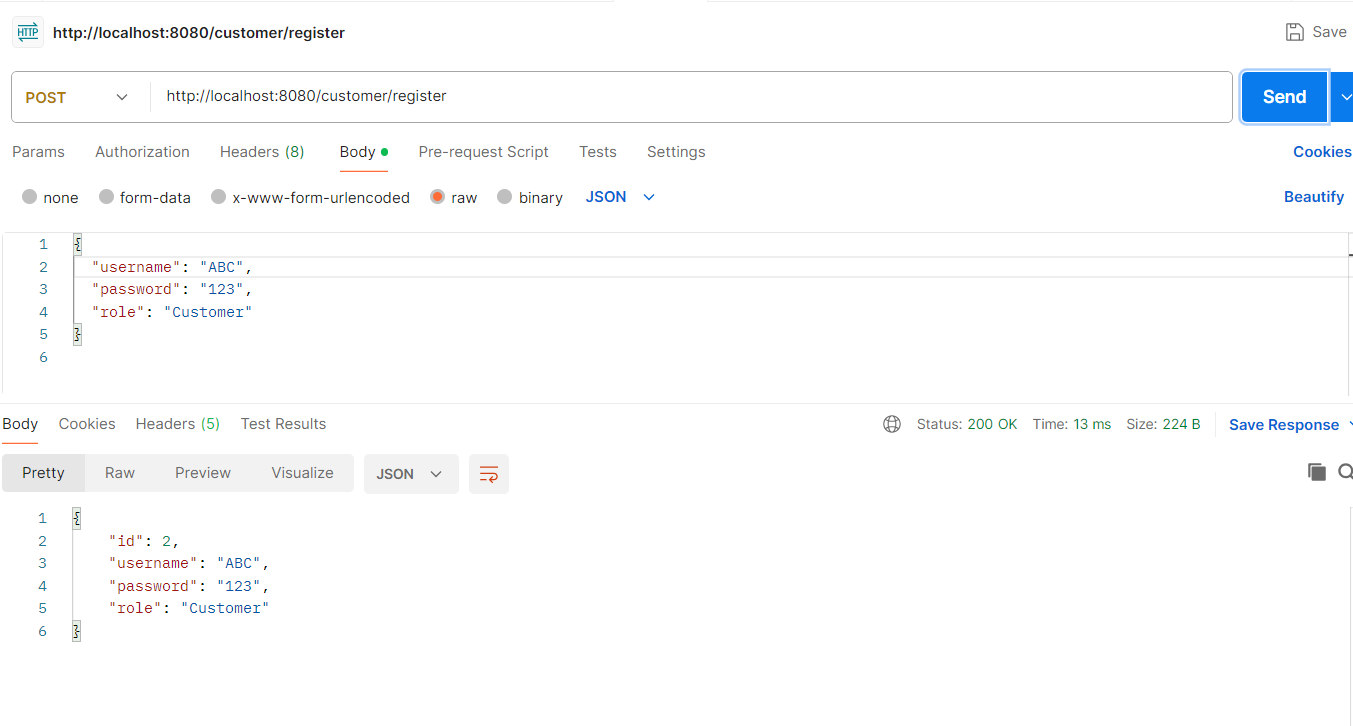 HTTP http://localhost:8080/customer/register Save
POST http://localhost:8080/customer/register Send
Params Authorization Headers (8) Body Pre-request Script Tests Settings Cookies
none form-data x-www-form-urlencoded raw binary JSON Beautify
1 {
2 "username": "ABC",
3 "password": "123",
4 "role": "Customer"
5 }
6
Body Cookies Headers (5) Test Results Status: 200 OK Time: 13 ms Size: 224 B Save Response
Pretty Raw Preview Visualize JSON
1 {
2 "id": 2,
3 "username": "ABC",
4 "password": "123",
5 "role": "Customer"
6 }